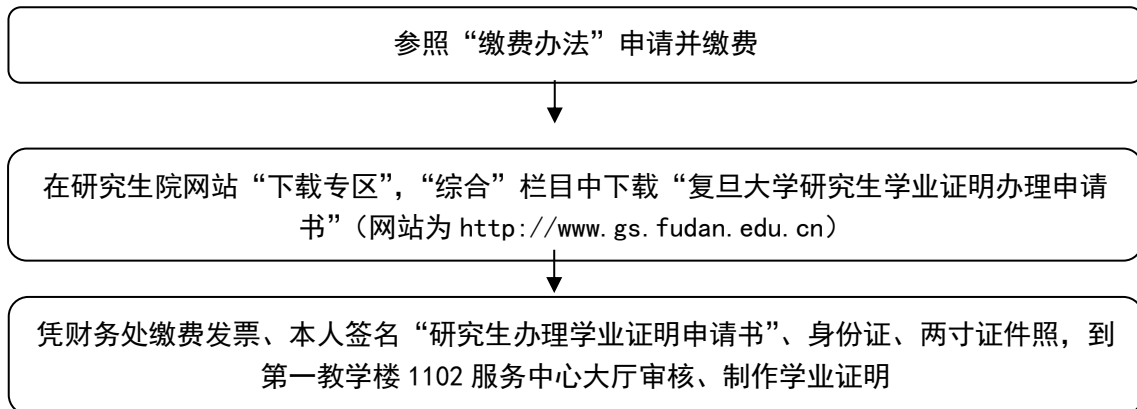 参照“缴费办法”申请并缴费
在研究生院网站“下载专区”，“综合”栏目中下载“复旦大学研究生学业证明办理申请
书”（网站为 http://www.gs.fudan.edu.cn）
凭财务处缴费发票、本人签名“研究生办理学业证明申请书”、身份证、两寸证件照，到
第一教学楼 1102 服务中心大厅审核、制作学业证明